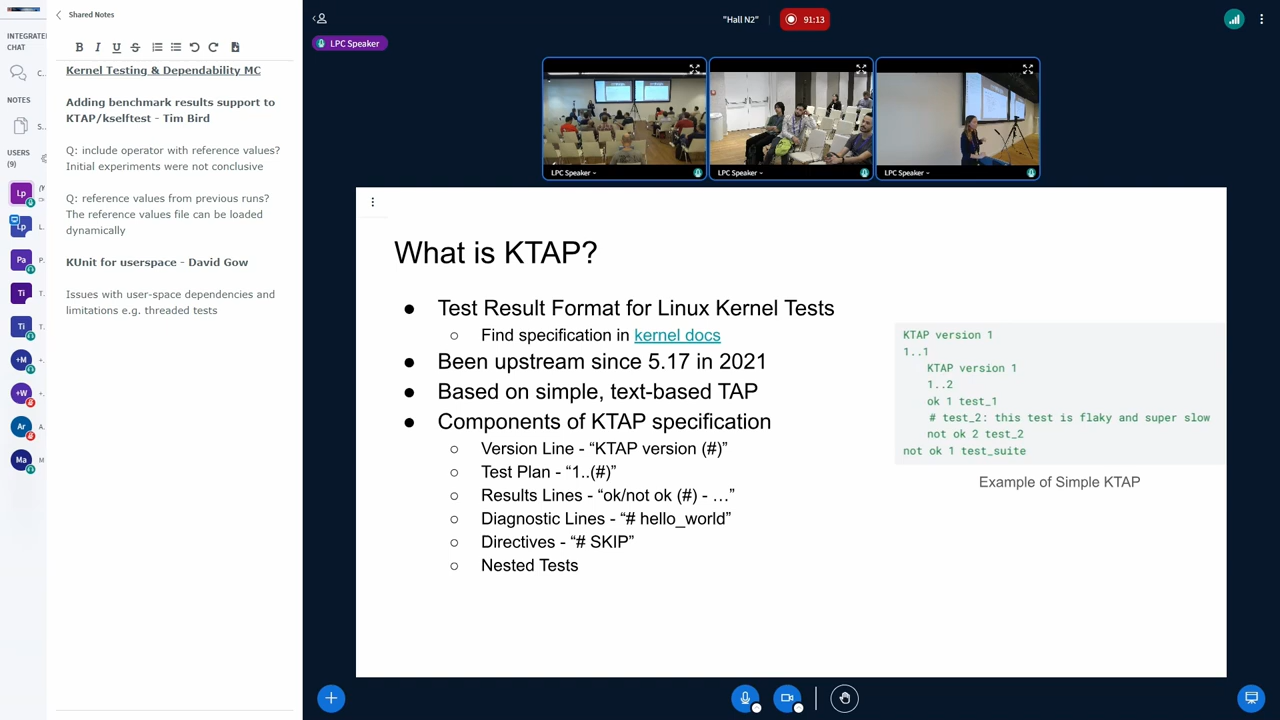 Shared Notes
INTEGRATE
CHAT
C..
NOTES
S..
USERS
(9)
Lp
Lp
L..
Pa
P.
Ti
T.
Ti
T.
+M
+.
+W
+.
Ar
A.
Ma
M
Kernel Testing & Dependability MC
Adding benchmark results support to
KTAP/kselftest - Tim Bird
Q: include operator with reference values?
Initial experiments were not conclusive
Q: reference values from previous runs?
The reference values file can be loaded
dynamically
KUnit for userspace - David Gow
Issues with user-space dependencies and
limitations e.g. threaded tests
"Hall N2"
91:13
LPC Speaker
LPC Speaker
LPC Speaker
LPC Speaker
What is KTAP?
● Test Result Format for Linux Kernel Tests
○ Find specification in kernel docs
● Been upstream since 5.17 in 2021
● Based on simple, text-based TAP
● Components of KTAP specification
○ Version Line - “KTAP version (#)”
○ Test Plan - “1..(#)”
○ Results Lines - “ok/not ok (#) - …”
○ Diagnostic Lines - “# hello_world”
○ Directives - “# SKIP”
○ Nested Tests
KTAP version 1
1..1
KTAP version 1
1..2
ok 1 test_1
# test_2: this test is flaky and super slow
not ok 2 test_2
not ok 1 test_suite
Example of Simple KTAP